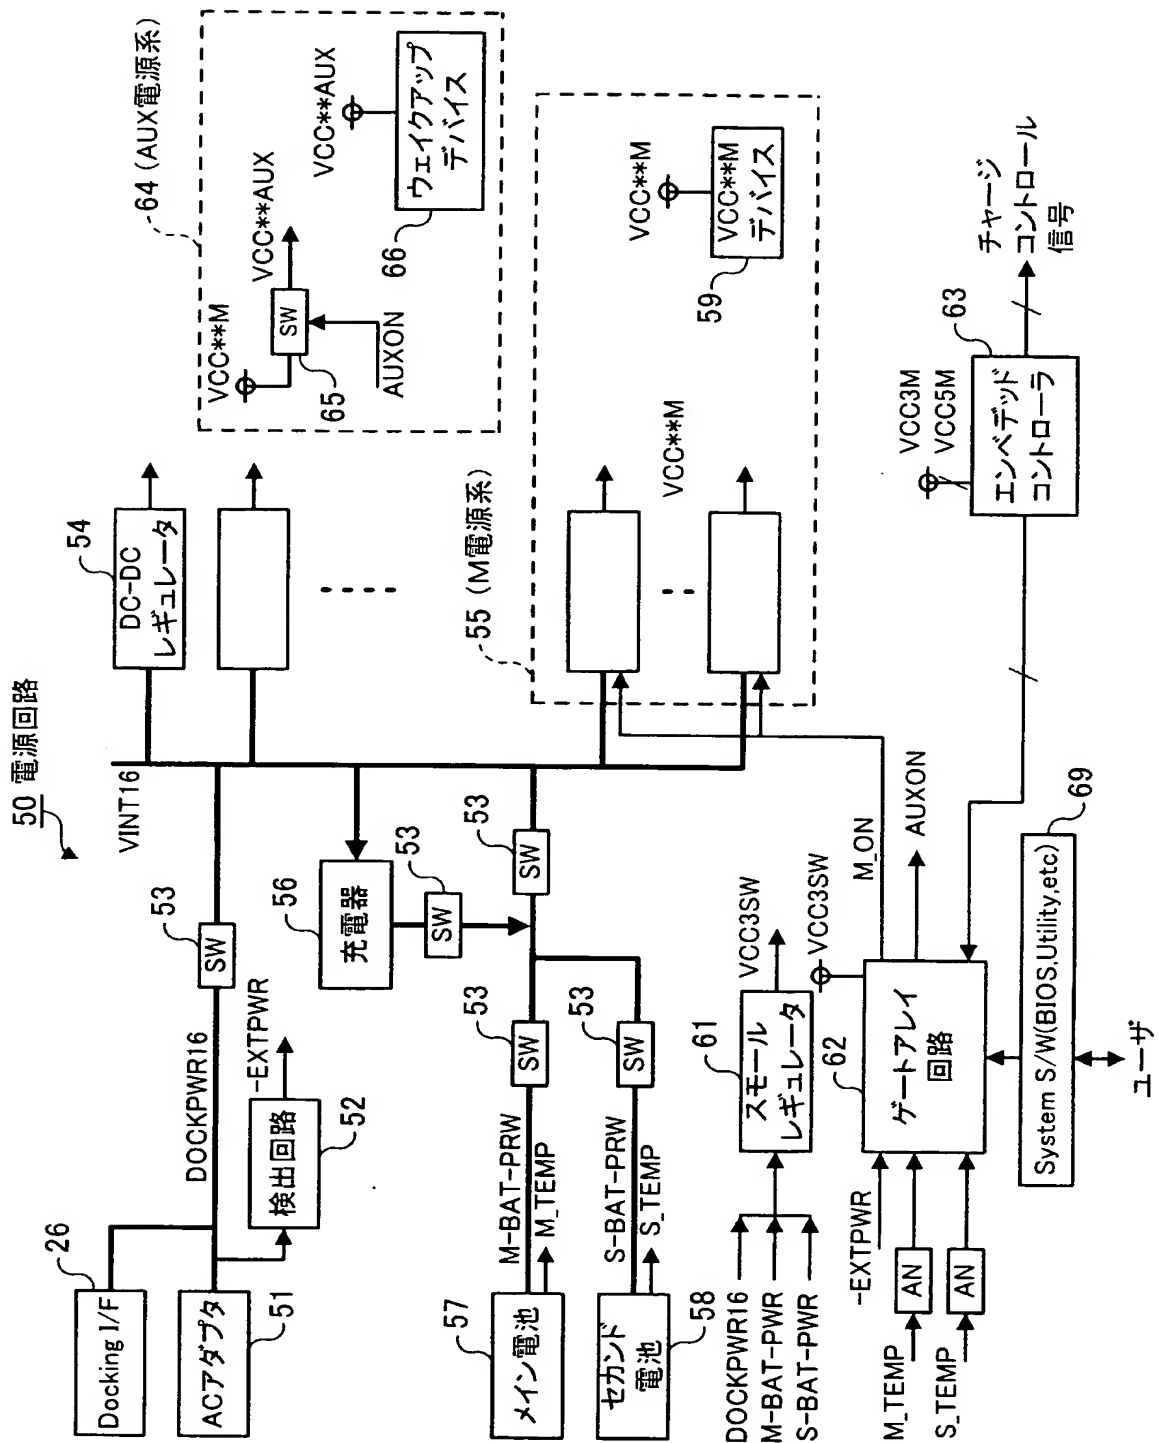 50 電源回路
26
Docking I/F
ACアダプタ
51
DOCKPWR16
-EXTPWR
検出回路
52
53
SW
VINT16
54
DC-DC
レギュレータ
64 (AUX電源系)
VCC**M
SW
65
AUXON
VCC**AUX
VCC**AUX
ウェイクアップ
デバイス
66
56
充電器
53
SW
53
SW
57
メイン電池
M-BAT-PRW
M_TEMP
53
SW
セカンド
電池
58
S-BAT-PRW
S_TEMP
53
SW
55 (M電源系)
VCC**M
VCC**M
VCC**M
デバイス
59
DOCKPWR16
M-BAT-PWR
S-BAT-PWR
61
スモール
レギュレータ
VCC3SW
VCC3SW
M_ON
AUXON
62
ゲートアレイ
回路
-EXTPWR
M_TEMP
AN
S_TEMP
AN
System S/W(BIOS,Utility,etc)
69
ユーザ
VCC3M
VCC5M
63
エンベデッド
コントローラ
チャージ
コントロール
信号